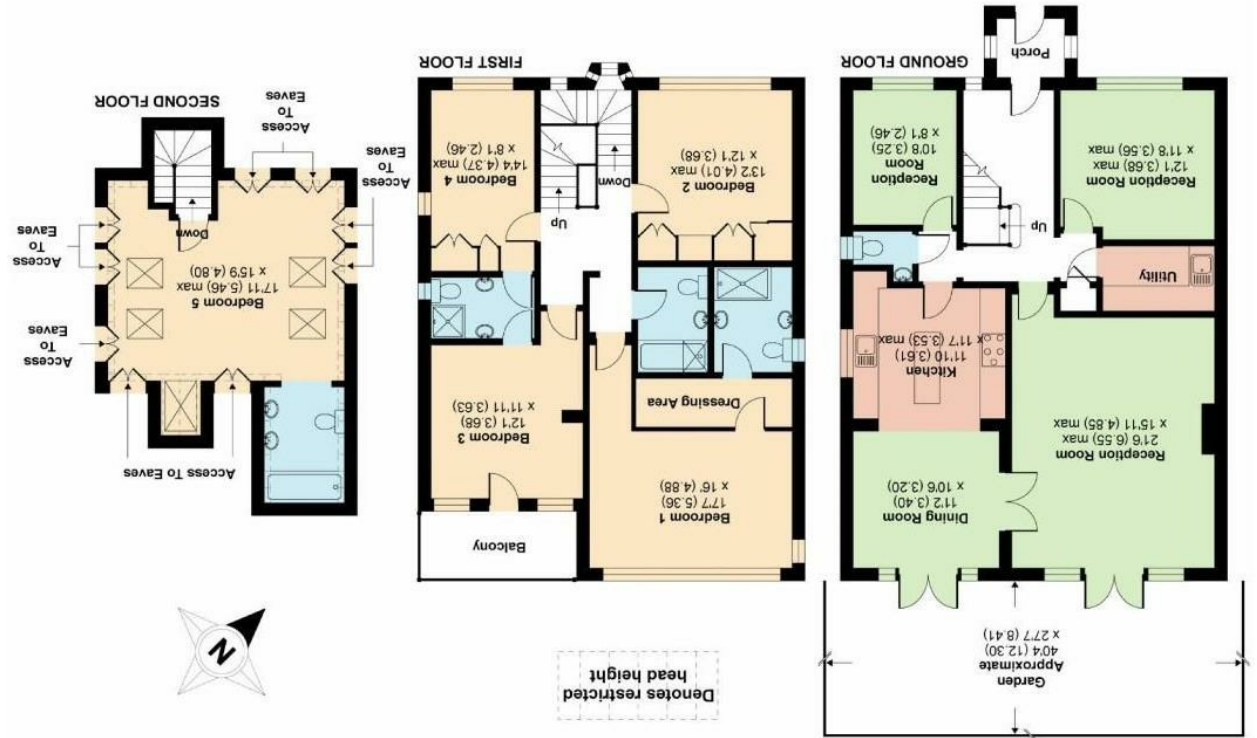 Garden
Approximate
40'4 (12.30)
x 27'7 (8.41)
Dining Room
11'2 (3.40)
x 10'6 (3.20)
Reception Room
21'6 (6.55) max
x 15'11 (4.85) max
Kitchen
11'10 (3.61)
x 11'7 (3.53) max
Utility
Up
Reception
Room
10'8 (3.25)
x 8'1 (2.46)
Reception Room
12'1 (3.68) max
x 11'8 (3.56) max
Porch
GROUND FLOOR
Denotes restricted
head height
Balcony
Bedroom 1
17'7 (5.36)
x 16' (4.88)
Bedroom 3
12'1 (3.68)
x 11'11 (3.63)
Dressing Area
Up
Down
Bedroom 2
13'2 (4.01) max
x 12'1 (3.68)
Bedroom 4
14'4 (4.37) max
x 8'1 (2.46)
FIRST FLOOR
N
Access To Eaves
Access
To
Eaves
Bedroom 5
17'11 (5.46) max
x 15'9 (4.80)
Down
Access
To
Eaves
Access
To
Eaves
Access
To
Eaves
SECOND FLOOR